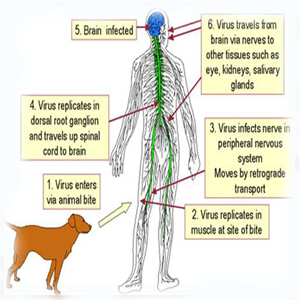 5. Brain infected
6. Virus travels from
brain via nerves to
other tissues such as
eye, kidneys, salivary
glands
4. Virus replicates in
dorsal root ganglion and
travels up spinal
cord to brain
3. Virus infects nerve in
peripheral nervous
system
Moves by retrograde
transport
1. Virus enters
via animal bite
2. Virus replicates in
muscle at site of bite